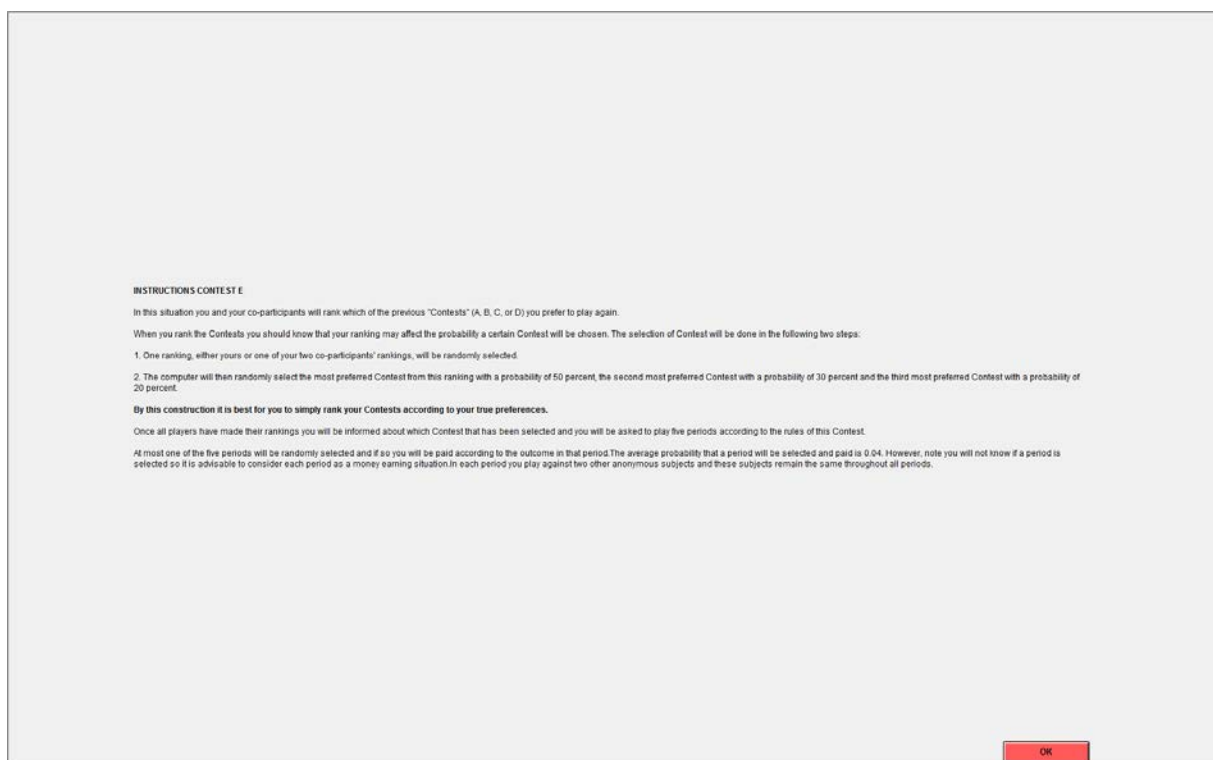 INSTRUCTIONS CONTEST E
In this situation you and your co-participants will rank which of the previous "Contests" (A, B, C, or D) you prefer to play again.
When you rank the Contests you should know that your ranking may affect the probability a certain Contest will be chosen. The selection of Contest will be done in the following two steps:
1. One ranking, either yours or one of your two co-participants' rankings, will be randomly selected.
2. The computer will then randomly select the most preferred Contest from this ranking with a probability of 50 percent, the second most preferred Contest with a probability of 30 percent and the third most preferred Contest with a probability of
20 percent.
By this construction it is best for you to simply rank your Contests according to your true preferences.
Once all players have made their rankings you will be informed about which Contest that has been selected and you will be asked to play five periods according to the rules of this Contest.
At most one of the five periods will be randomly selected and if so you will be paid according to the outcome in that period.The average probability that a period will be selected and paid is 0.04. However, note you will not know if a period is
selected so it is advisable to consider each period as a money earning situation.In each period you play against two other anonymous subjects and these subjects remain the same throughout all periods.
OK